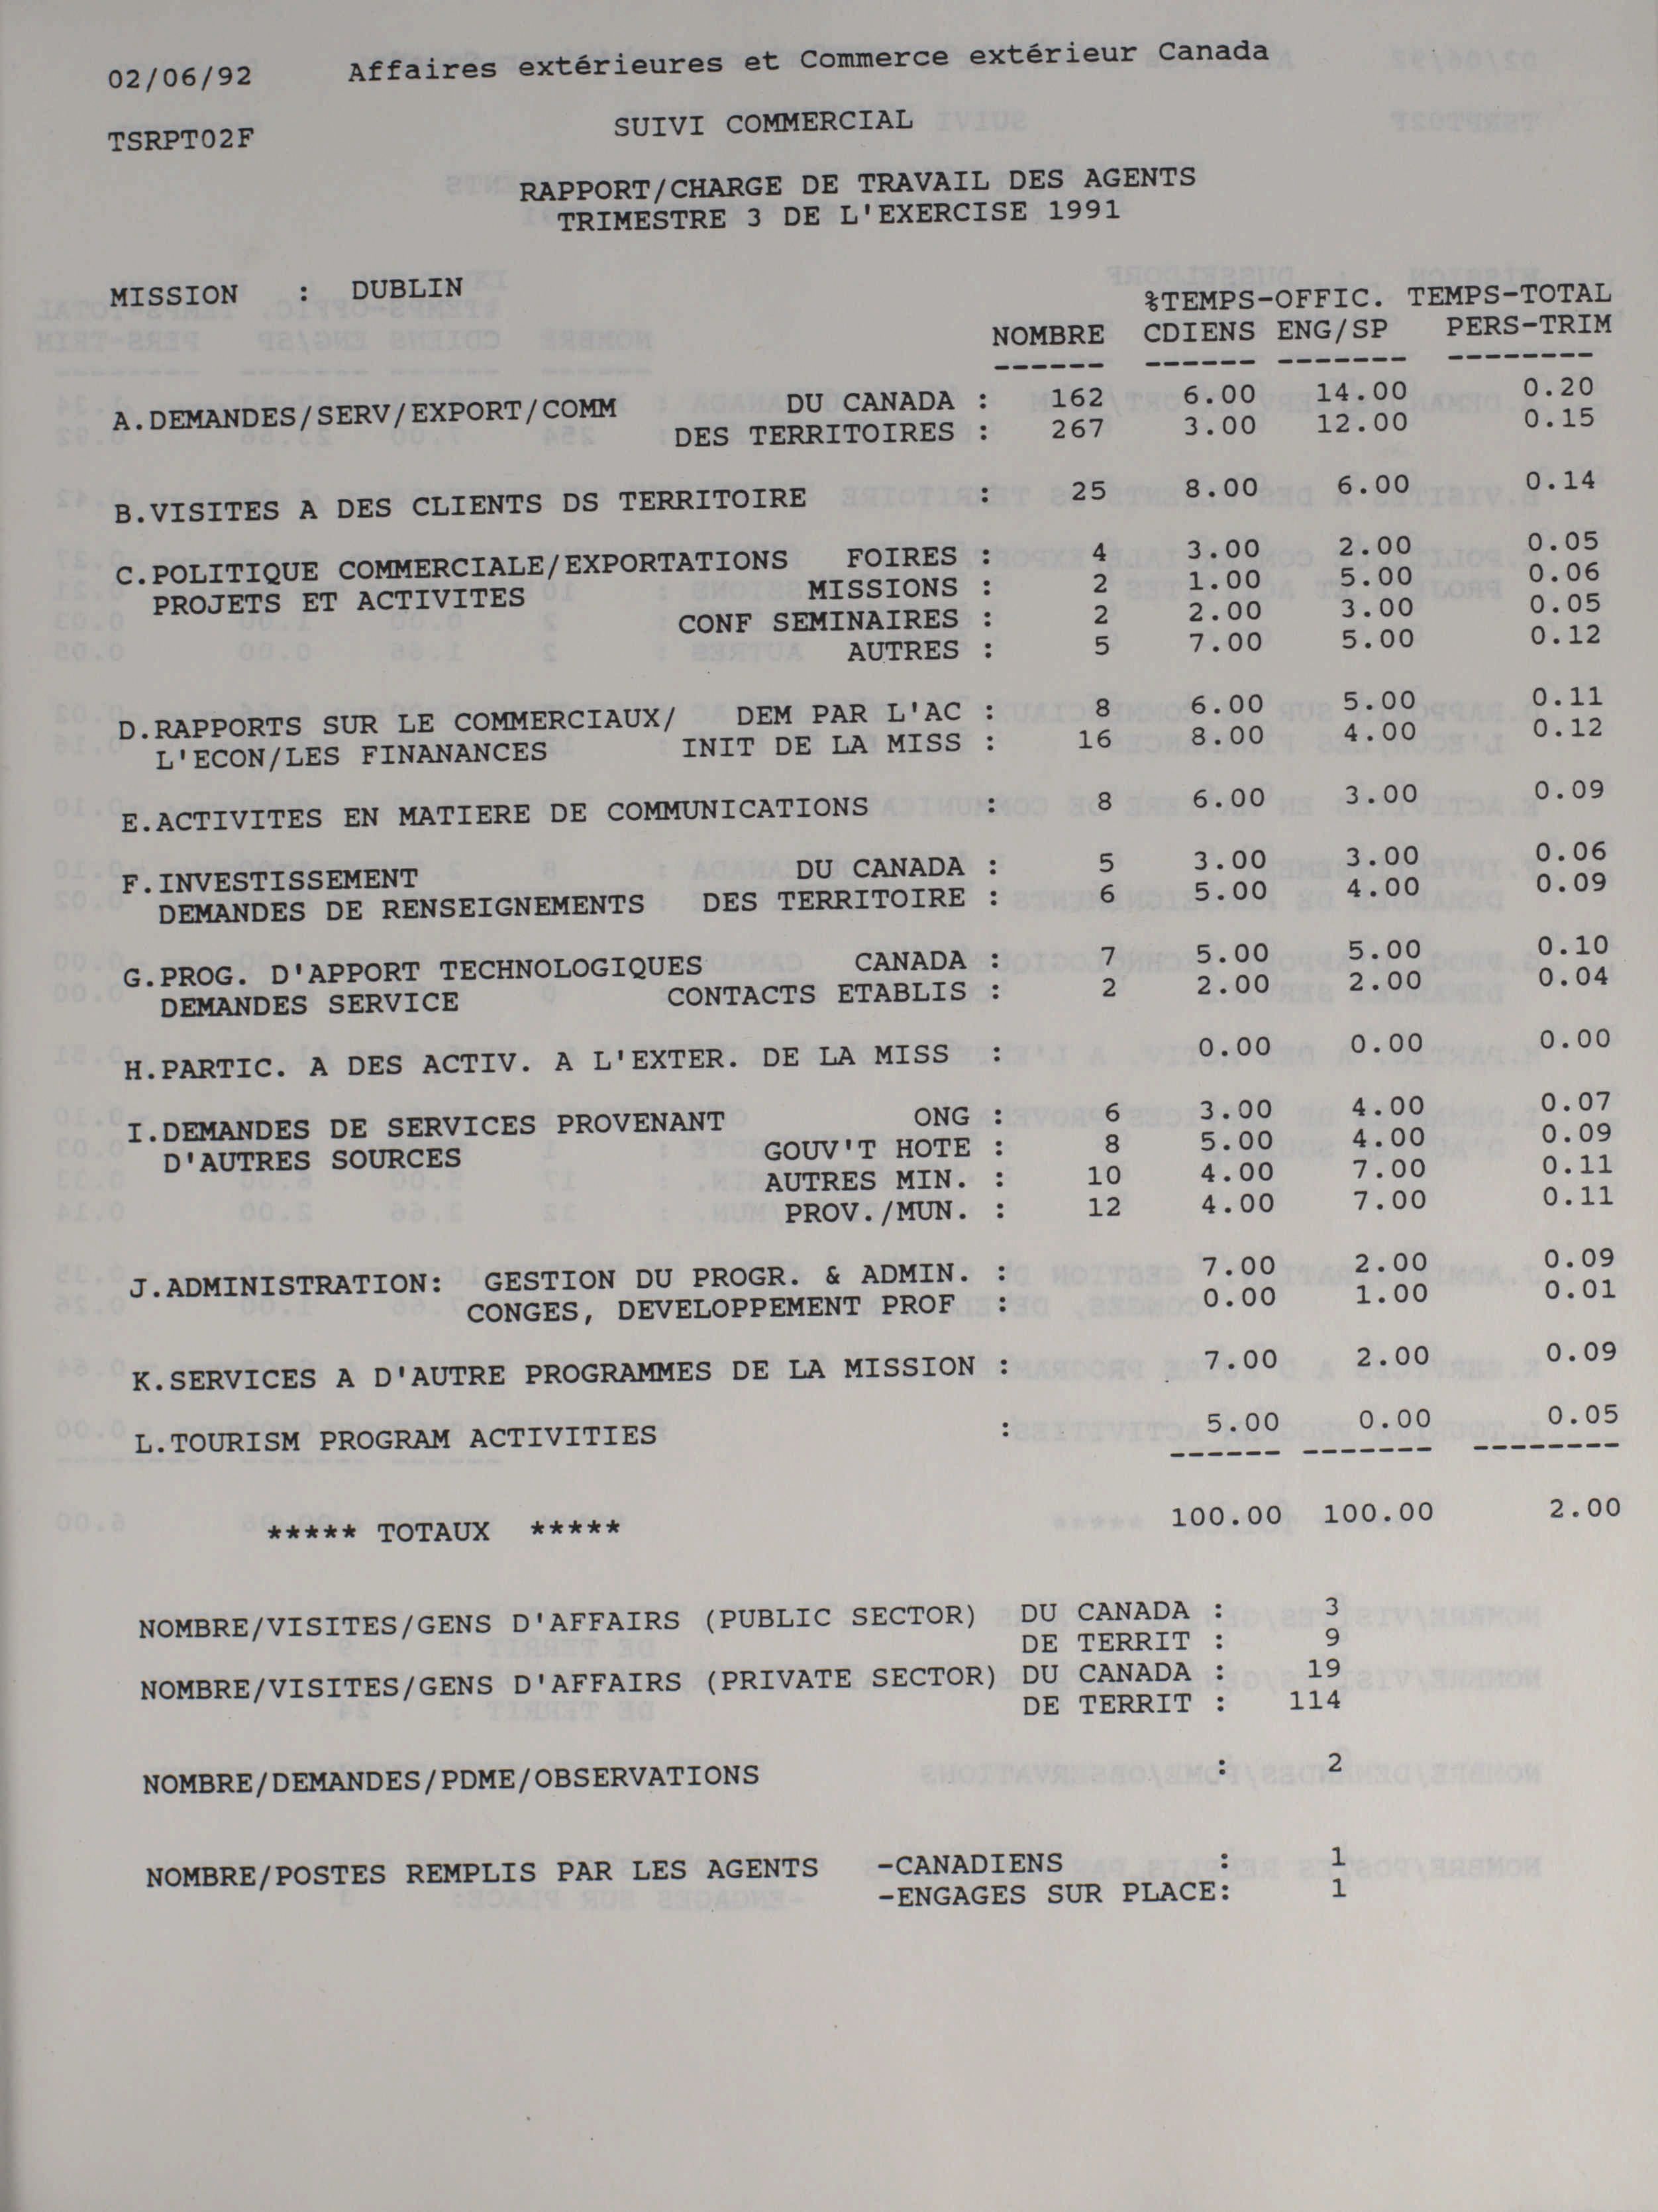 02/06/92 Affaires extérieures et Commerce extérieur Canada
TSRPT02F SUIVI COMMERCIAL
RAPPORT/CHARGE DE TRAVAIL DES AGENTS
TRIMESTRE 3 DE L'EXERCISE 1991
MISSION : DUBLIN
%TEMPS-OFFIC. TEMPS-TOTAL
NOMBRE CDIENS ENG/SP PERS-TRIM
------ ------ ------- --------
A.DEMANDES/SERV/EXPORT/COMM DU CANADA : 162 6.00 14.00 0.20
DES TERRITOIRES : 267 3.00 12.00 0.15
B.VISITES A DES CLIENTS DS TERRITOIRE : 25 8.00 6.00 0.14
C.POLITIQUE COMMERCIALE/EXPORTATIONS FOIRES : 4 3.00 2.00 0.05
PROJETS ET ACTIVITES MISSIONS : 2 1.00 5.00 0.06
CONF SEMINAIRES : 2 2.00 3.00 0.05
AUTRES : 5 7.00 5.00 0.12
D.RAPPORTS SUR LE COMMERCIAUX/ DEM PAR L'AC : 8 6.00 5.00 0.11
L'ECON/LES FINANANCES INIT DE LA MISS : 16 8.00 4.00 0.12
E.ACTIVITES EN MATIERE DE COMMUNICATIONS : 8 6.00 3.00 0.09
F.INVESTISSEMENT DU CANADA : 5 3.00 3.00 0.06
DEMANDES DE RENSEIGNEMENTS DES TERRITOIRE : 6 5.00 4.00 0.09
G.PROG. D'APPORT TECHNOLOGIQUES CANADA : 7 5.00 5.00 0.10
DEMANDES SERVICE CONTACTS ETABLIS : 2 2.00 2.00 0.04
H.PARTIC. A DES ACTIV. A L'EXTER. DE LA MISS : 0.00 0.00 0.00
I.DEMANDES DE SERVICES PROVENANT ONG : 6 3.00 4.00 0.07
D'AUTRES SOURCES GOUV'T HOTE : 8 5.00 4.00 0.09
AUTRES MIN. : 10 4.00 7.00 0.11
PROV./MUN. : 12 4.00 7.00 0.11
J.ADMINISTRATION: GESTION DU PROGR. & ADMIN. : 7.00 2.00 0.09
CONGES, DEVELOPPEMENT PROF : 0.00 1.00 0.01
K.SERVICES A D'AUTRE PROGRAMMES DE LA MISSION : 7.00 2.00 0.09
L.TOURISM PROGRAM ACTIVITIES : 5.00 0.00 0.05
------ ------- --------
***** TOTAUX ***** 100.00 100.00 2.00
NOMBRE/VISITES/GENS D'AFFAIRS (PUBLIC SECTOR) DU CANADA : 3
DE TERRIT : 9
NOMBRE/VISITES/GENS D'AFFAIRS (PRIVATE SECTOR) DU CANADA : 19
DE TERRIT : 114
NOMBRE/DEMANDES/PDME/OBSERVATIONS : 2
NOMBRE/POSTES REMPLIS PAR LES AGENTS -CANADIENS : 1
-ENGAGES SUR PLACE: 1